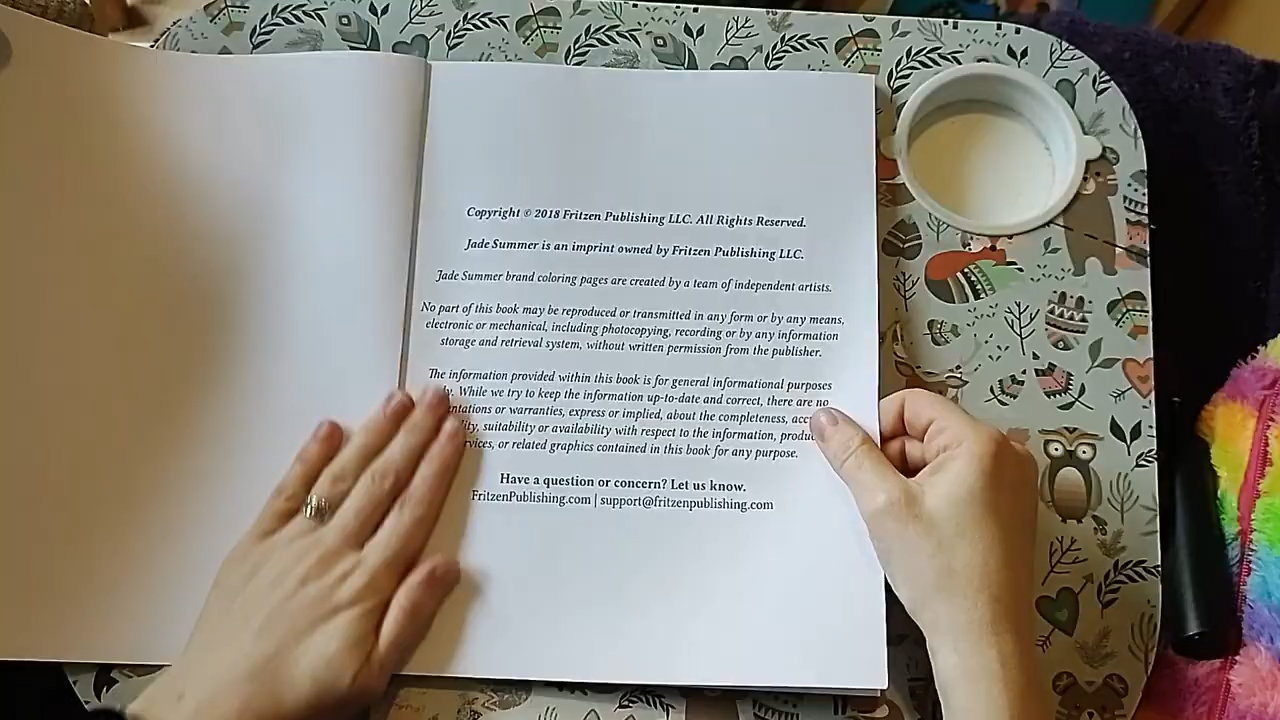 Copyright © 2018 Fritzen Publishing LLC. All Rights Reserved.
Jade Summer is an imprint owned by Fritzen Publishing LLC.
Jade Summer brand coloring pages are created by a team of independent artists.
No part of this book may be reproduced or transmitted in any form or by any means,
electronic or mechanical, including photocopying, recording or by any information
storage and retrieval system, without written permission from the publisher.
The information provided within this book is for general informational purposes
While we try to keep the information up-to-date and correct, there are no
or warranties, express or implied, about the completeness,
suitability or availability with respect to the information,
or related graphics contained in this book for any purpose.
Have a question or concern? Let us know.
FritzenPublishing.com | support@fritzenpublishing.com